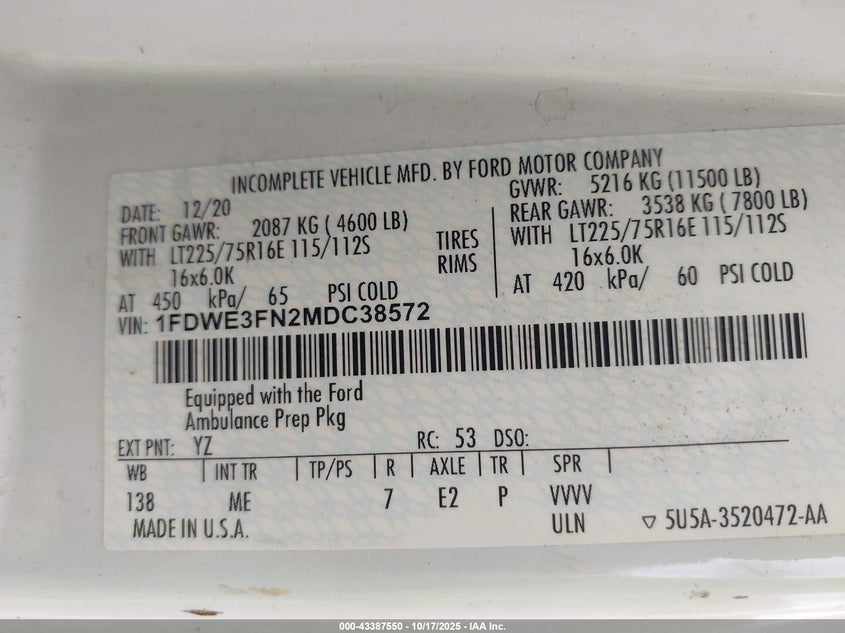 INCOMPLETE VEHICLE MFD. BY FORD MOTOR COMPANY
DATE: 12/20 GVWR: 5216 KG (11500 LB)
FRONT GAWR: 2087 KG ( 4600 LB) REAR GAWR: 3538 KG ( 7800 LB)
WITH LT225/75R16E 115/112S TIRES WITH LT225/75R16E 115/112S
16x6.0K RIMS 16x6.0K
AT 450 kPa/ 65 PSI COLD AT 420 kPa/ 60 PSI COLD
VIN: 1FDWE3FN2MDC38572
Equipped with the Ford
Ambulance Prep Pkg
EXT PNT: YZ RC: 53 DSO:
WB INT TR TP/PS R AXLE TR SPR
138 ME 7 E2 P VVVV
MADE IN U.S.A. ULN ▽ 5U5A-3520472-AA
000-43387550 | 10/17/2025 | IAA Inc.